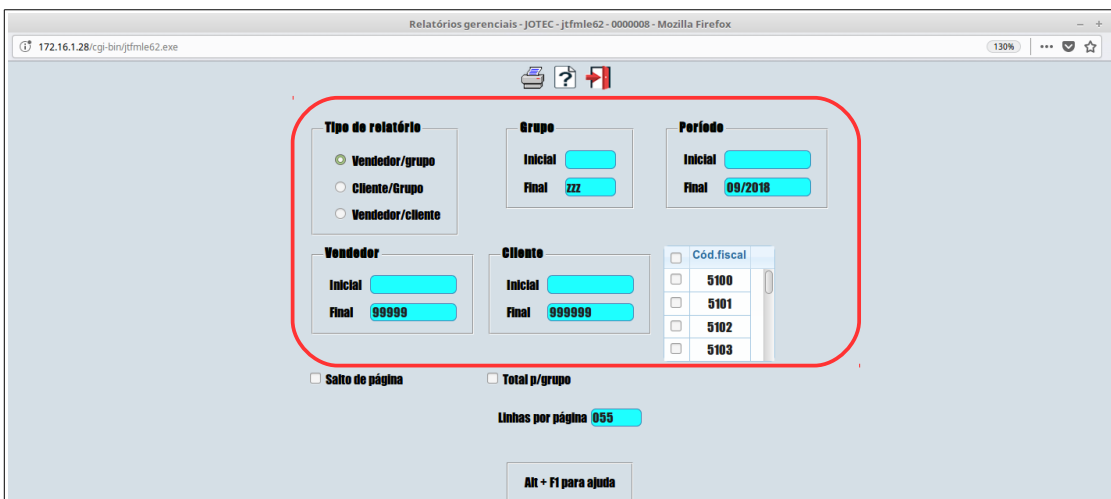 Relatórios gerenciais - JOTEC - jtfmle62 - 0000008 - Mozilla Firefox
172.16.1.28/cgi-bin/jtfmle62.exe
130%
Tipo de relatório
Vendedor/grupo
Cliente/Grupo
Vendedor/cliente
Grupo
Inicial
Final zzz
Período
Inicial
Final 09/2018
Vendedor
Inicial
Final 99999
Cliente
Inicial
Final 999999
Cód.fiscal
5100
5101
5102
5103
Salto de página
Total p/grupo
Linhas por página 055
Alt + F1 para ajuda